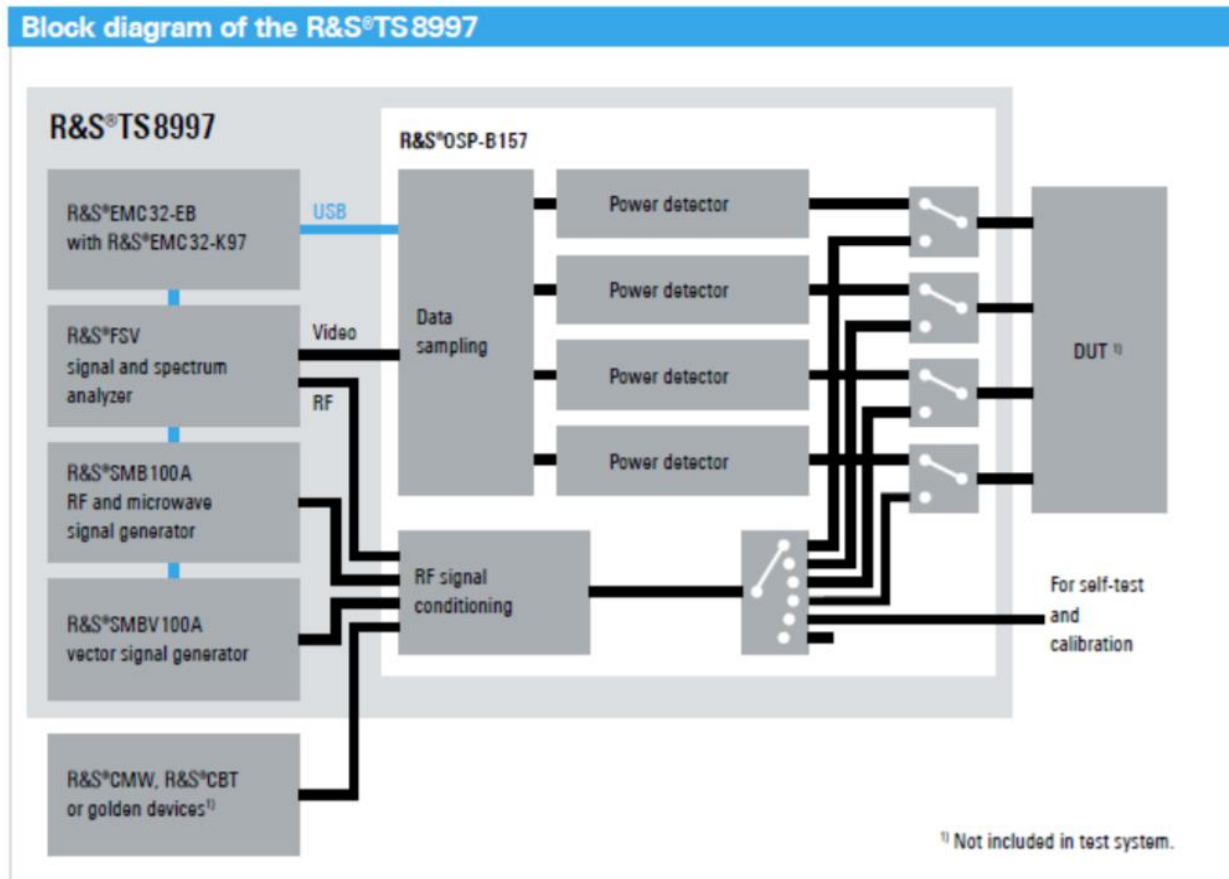 Block diagram of the R&S®TS8997
R&S®TS8997
R&S®OSP-B157
R&S®EMC32-EB
with R&S®EMC32-K97
USB
R&S®FSV
signal and spectrum
analyzer
Video
RF
R&S®SMB100A
RF and microwave
signal generator
R&S®SMBV100A
vector signal generator
R&S®CMW, R&S®CBT
or golden devices¹⁾
Data
sampling
Power detector
Power detector
Power detector
Power detector
RF signal
conditioning
DUT ¹⁾
For self-test
and
calibration
¹⁾ Not included in test system.